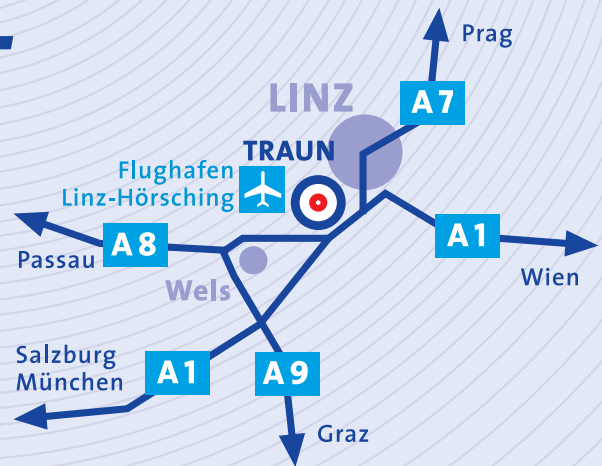 Prag
A7
LINZ
TRAUN
Flughafen
Linz-Hörsching
A8
Passau
A1
Wien
Wels
Salzburg
München
A1
A9
Graz